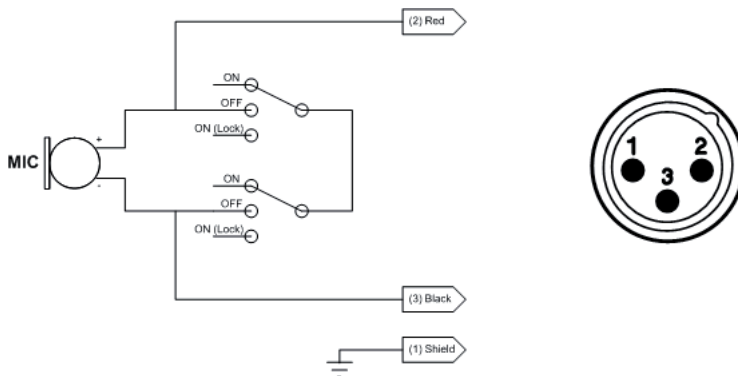 (2) Red
ON
OFF
ON (Lock)
MIC
+
-
ON
OFF
ON (Lock)
(3) Black
(1) Shield
1
2
3